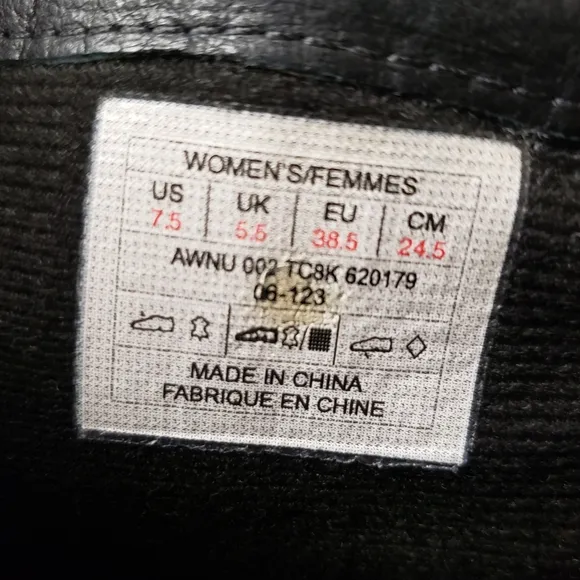 WOMEN'S/FEMMES
US UK EU CM
7.5 5.5 38.5 24.5
AWNU 002 TC8K 620179
06-123
MADE IN CHINA
FABRIQUE EN CHINE